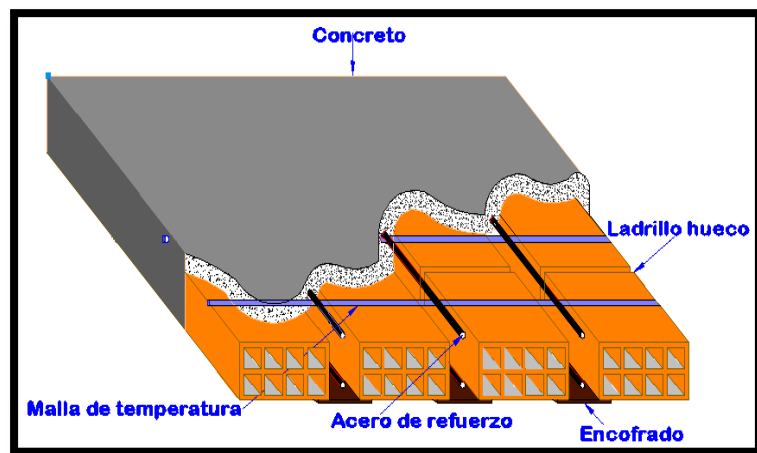 Concreto
Ladrillo hueco
Malla de temperatura
Acero de refuerzo
Encofrado